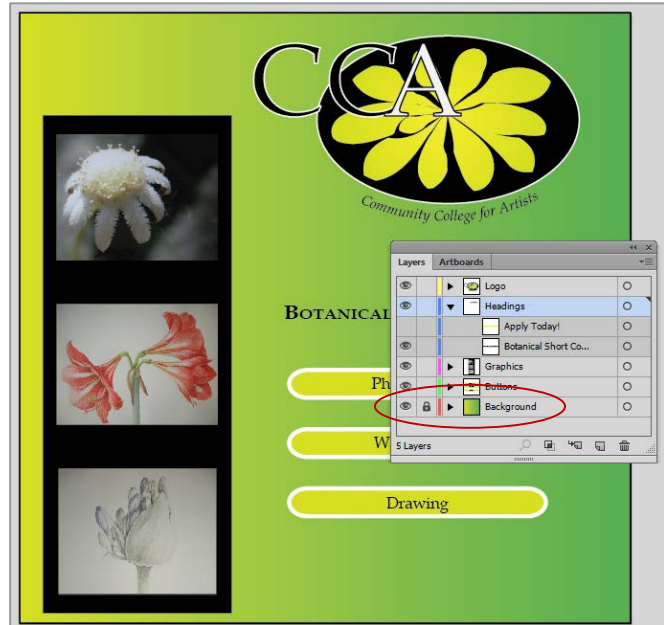 CCA
Community College for Artists
BOTANICAL
Ph
W
Drawing
Layers Artboards
Logo
Headings
Apply Today!
Botanical Short Co...
Graphics
Buttons
Background
5 Layers